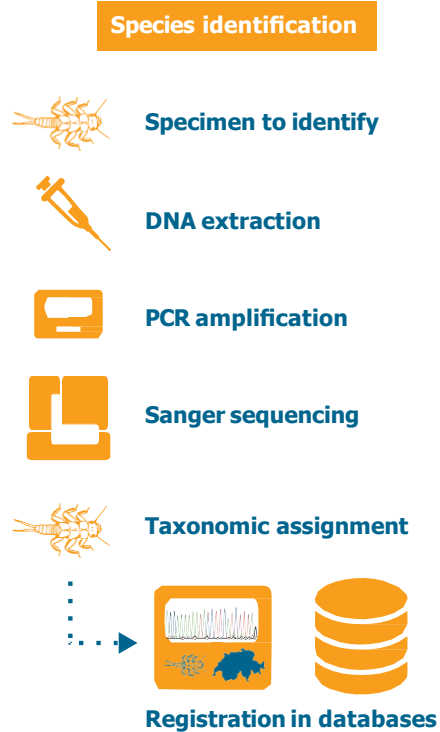 Species identification
Specimen to identify
DNA extraction
PCR amplification
Sanger sequencing
Taxonomic assignment
Registration in databases